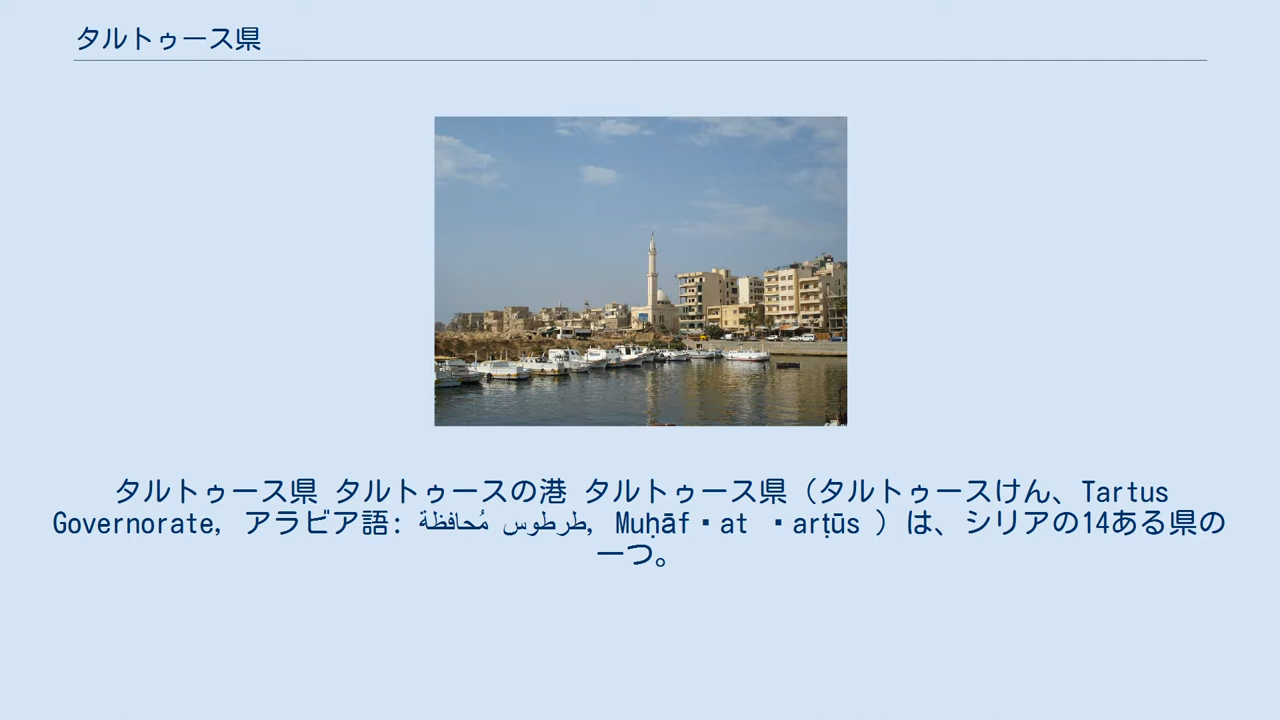 タルトゥース県
タルトゥース県 タルトゥースの港 タルトゥース県（タルトゥースけん、Tartus
Governorate, アラビア語: مُحافظة طرطوس, Muḥāf·at ·arṭūs ）は、シリアの14ある県の
一つ。